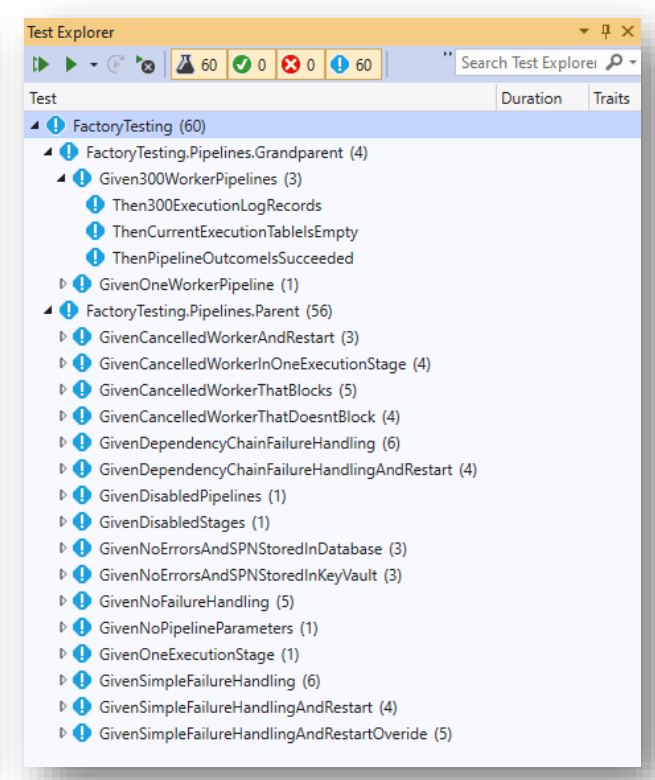 Test Explorer
60 0 0 60 Search Test Explorer
Test Duration Traits
FactoryTesting (60)
FactoryTesting.Pipelines.Grandparent (4)
Given300WorkerPipelines (3)
Then300ExecutionLogRecords
ThenCurrentExecutionTableIsEmpty
ThenPipelineOutcomeIsSucceeded
GivenOneWorkerPipeline (1)
FactoryTesting.Pipelines.Parent (56)
GivenCancelledWorkerAndRestart (3)
GivenCancelledWorkerInOneExecutionStage (4)
GivenCancelledWorkerThatBlocks (5)
GivenCancelledWorkerThatDoesntBlock (4)
GivenDependencyChainFailureHandling (6)
GivenDependencyChainFailureHandlingAndRestart (4)
GivenDisabledPipelines (1)
GivenDisabledStages (1)
GivenNoErrorsAndSPNStoredInDatabase (3)
GivenNoErrorsAndSPNStoredInKeyVault (3)
GivenNoFailureHandling (5)
GivenNoPipelineParameters (1)
GivenOneExecutionStage (1)
GivenSimpleFailureHandling (6)
GivenSimpleFailureHandlingAndRestart (4)
GivenSimpleFailureHandlingAndRestartOveride (5)